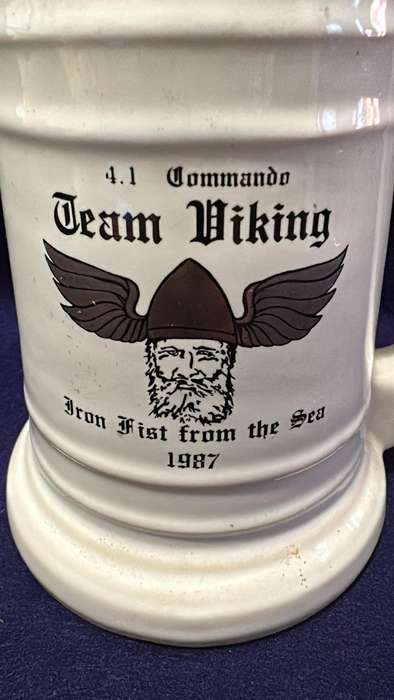 4.1 Commando
Team Viking
Iron Fist from the Sea
1987